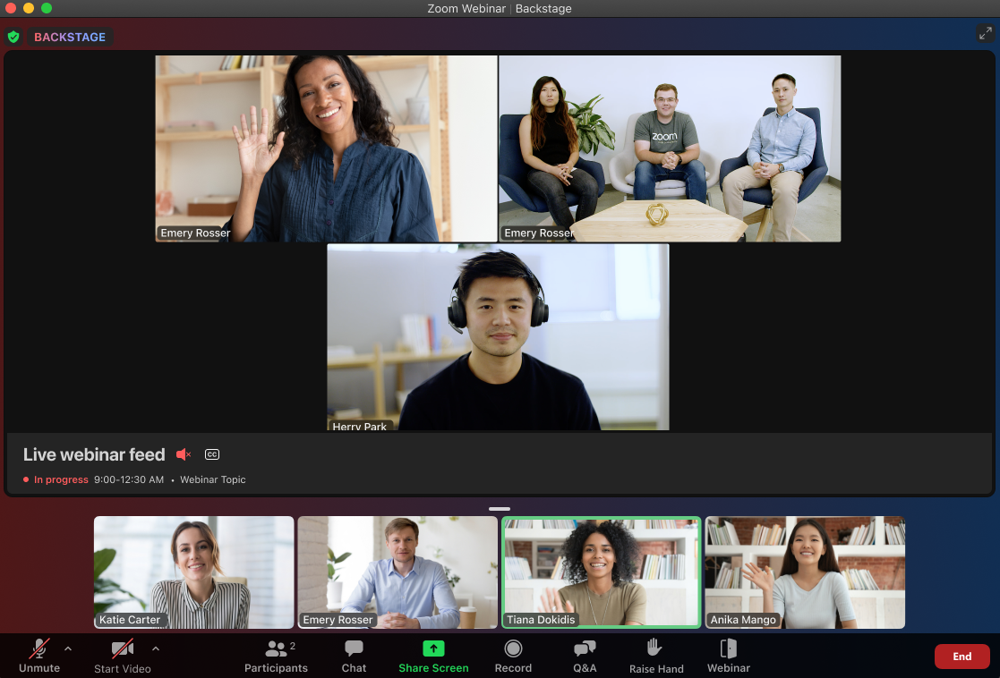 Zoom Webinar | Backstage
BACKSTAGE
zoom
Emery Rosser
Emery Rosser
Herry Park
Live webinar feed CC
In progress 9:00-12:30 AM • Webinar Topic
Katie Carter
Emery Rosser
Tiana Dokidis
Anika Mango
2
Unmute
Start Video
Participants
Chat
Share Screen
Record
Q&A
Raise Hand
Webinar
End